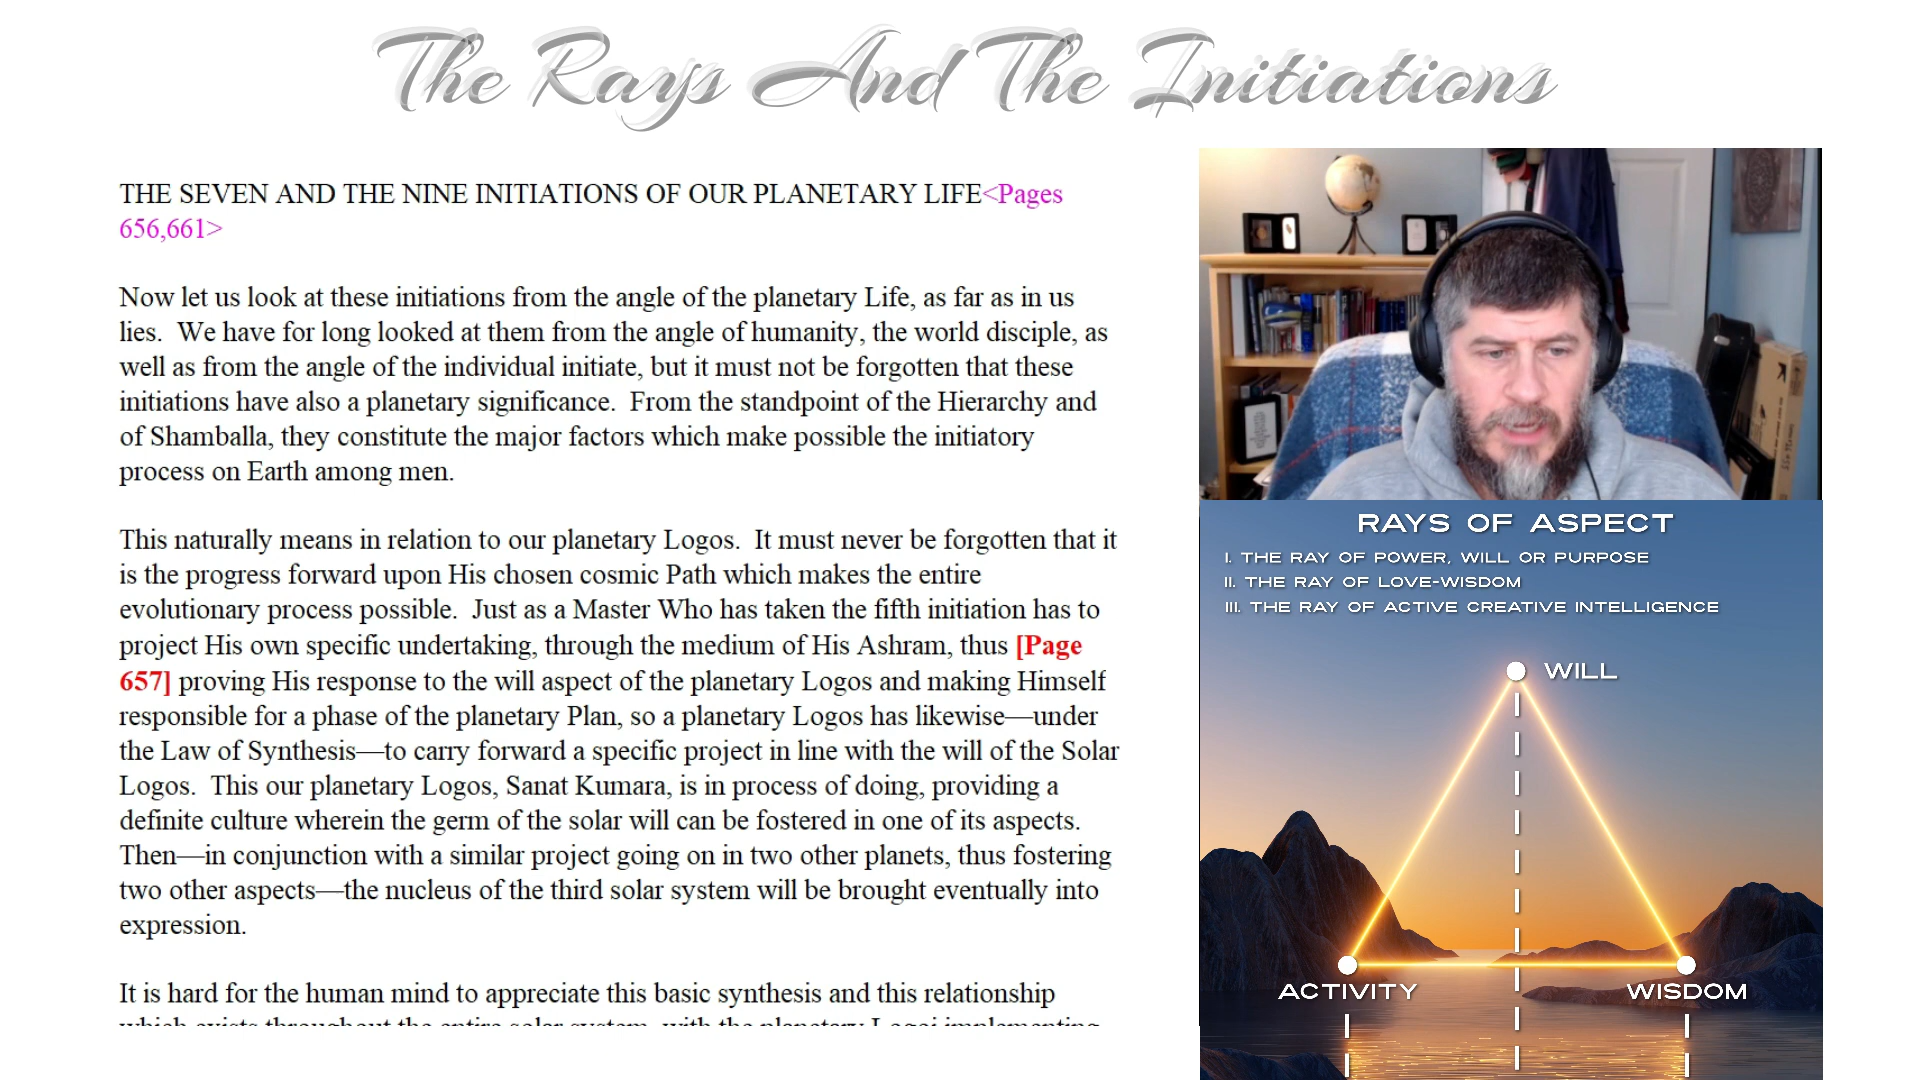 The Rays And The Initiations
THE SEVEN AND THE NINE INITIATIONS OF OUR PLANETARY LIFE<Pages
656,661>
Now let us look at these initiations from the angle of the planetary Life, as far as in us
lies.  We have for long looked at them from the angle of humanity, the world disciple, as
well as from the angle of the individual initiate, but it must not be forgotten that these
initiations have also a planetary significance.  From the standpoint of the Hierarchy and
of Shamballa, they constitute the major factors which make possible the initiatory
process on Earth among men.
This naturally means in relation to our planetary Logos.  It must never be forgotten that it
is the progress forward upon His chosen cosmic Path which makes the entire
evolutionary process possible.  Just as a Master Who has taken the fifth initiation has to
project His own specific undertaking, through the medium of His Ashram, thus [Page
657] proving His response to the will aspect of the planetary Logos and making Himself
responsible for a phase of the planetary Plan, so a planetary Logos has likewise—under
the Law of Synthesis—to carry forward a specific project in line with the will of the Solar
Logos.  This our planetary Logos, Sanat Kumara, is in process of doing, providing a
definite culture wherein the germ of the solar will can be fostered in one of its aspects.
Then—in conjunction with a similar project going on in two other planets, thus fostering
two other aspects—the nucleus of the third solar system will be brought eventually into
expression.
It is hard for the human mind to appreciate this basic synthesis and this relationship
which exists throughout the entire solar system, with the planetary Logoi implementing
RAYS OF ASPECT
I. THE RAY OF POWER, WILL OR PURPOSE
II. THE RAY OF LOVE-WISDOM
III. THE RAY OF ACTIVE CREATIVE INTELLIGENCE
WILL
ACTIVITY
WISDOM